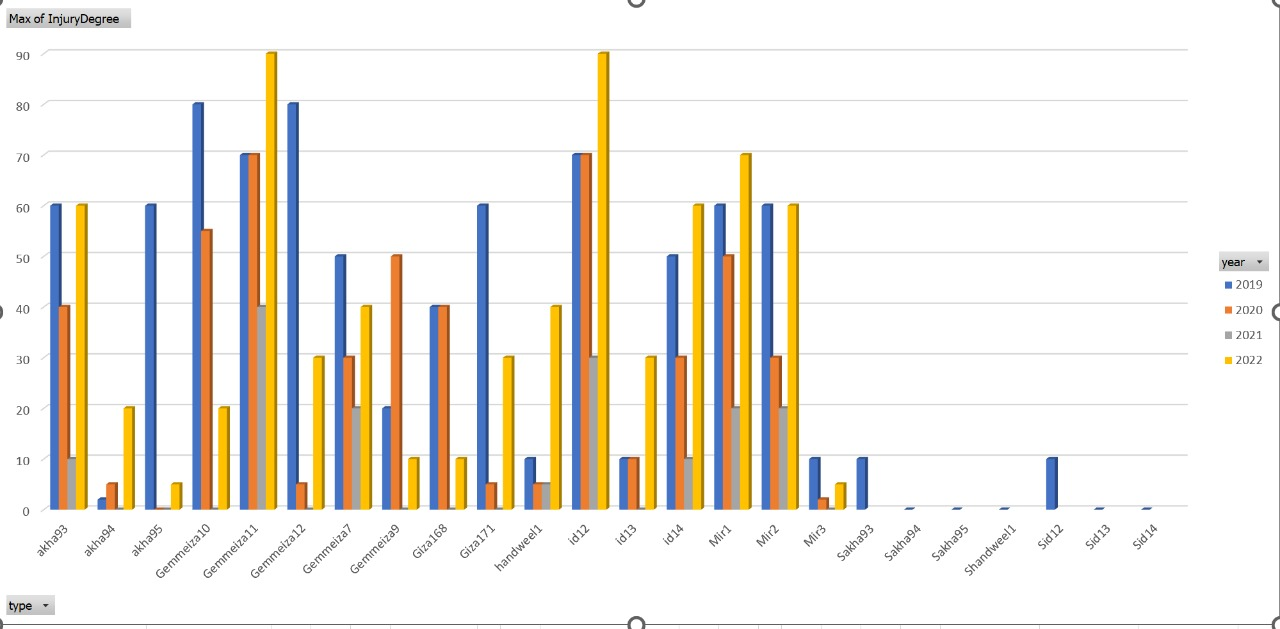 Max of InjuryDegree
90
80
70
60
50
40
30
20
10
0
akha93
akha94
akha95
Gemmeiza10
Gemmeiza11
Gemmeiza12
Gemmeiza7
Gemmeiza9
Giza168
Giza171
handweel1
id12
id13
id14
Mir1
Mir2
Mir3
Sakha93
Sakha94
Sakha95
Shandweel1
Sid12
Sid13
Sid14
year
2019
2020
2021
2022
type